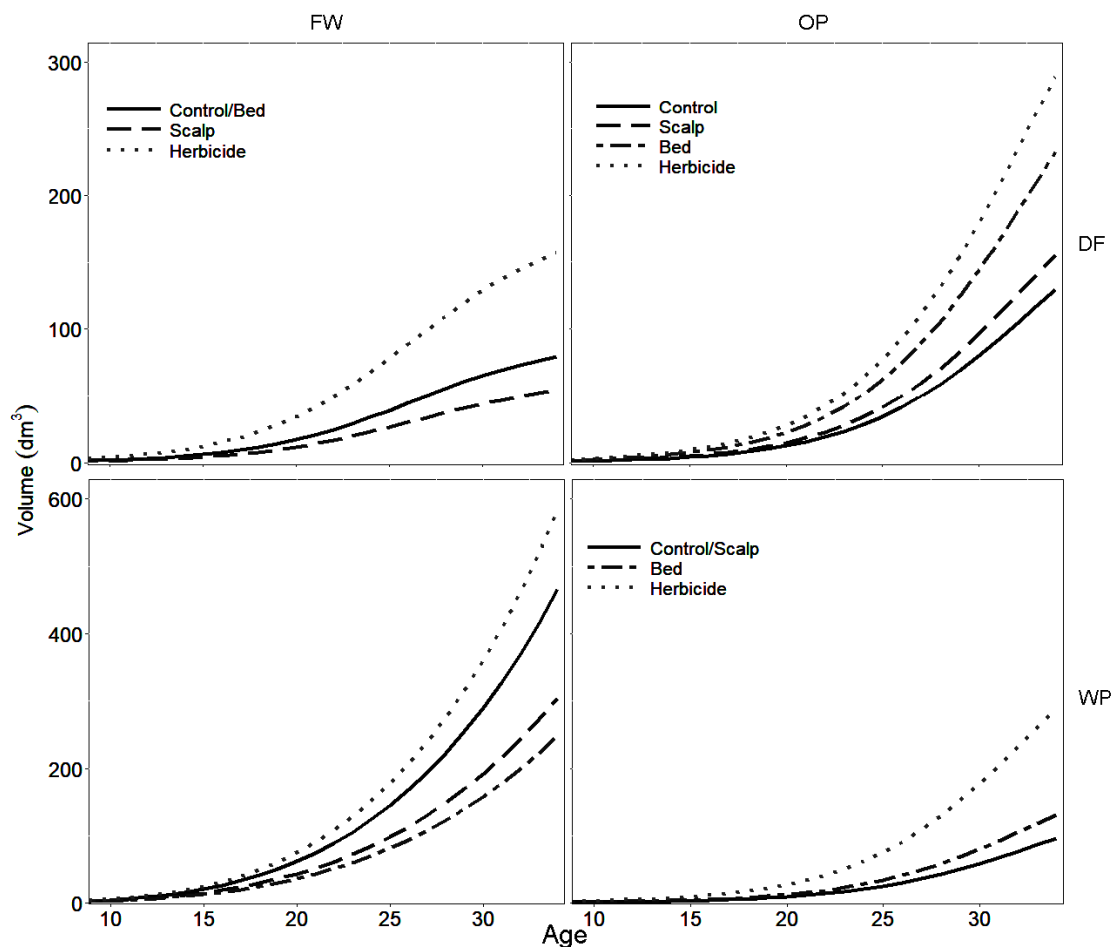 FW OP
300
200
100
0
Control/Bed
Scalp
Herbicide
Control
Scalp
Bed
Herbicide
DF
Volume (dm³)
600
400
200
0
Control/Scalp
Bed
Herbicide
WP
10 15 20 25 30 10 15 20 25 30
Age